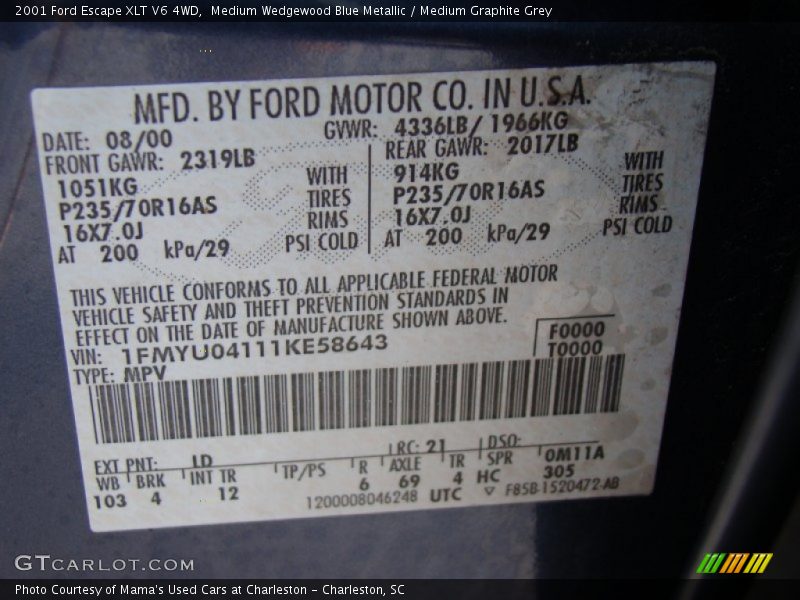 2001 Ford Escape XLT V6 4WD, Medium Wedgewood Blue Metallic / Medium Graphite Grey
MFD. BY FORD MOTOR CO. IN U.S.A.
DATE: 08/00 GVWR: 4336LB/ 1966KG
FRONT GAWR: 2319LB REAR GAWR: 2017LB
1051KG WITH 914KG WITH
P235/70R16AS TIRES P235/70R16AS TIRES
16X7.0J RIMS 16X7.0J RIMS
AT 200 kPa/29 PSI COLD AT 200 kPa/29 PSI COLD
THIS VEHICLE CONFORMS TO ALL APPLICABLE FEDERAL MOTOR
VEHICLE SAFETY AND THEFT PREVENTION STANDARDS IN
EFFECT ON THE DATE OF MANUFACTURE SHOWN ABOVE.
VIN: 1FMYU04111KE58643 F0000
TYPE: MPV T0000
EXT PNT: LD RC: 21 DSO:
WB BRK INT TR TP/PS R AXLE TR SPR 0M11A
103 4 12 6 69 4 HC 305
1200008046248 UTC ▽ F85B-1520472-AB
GTCARLOT.COM
Photo Courtesy of Mama's Used Cars at Charleston - Charleston, SC